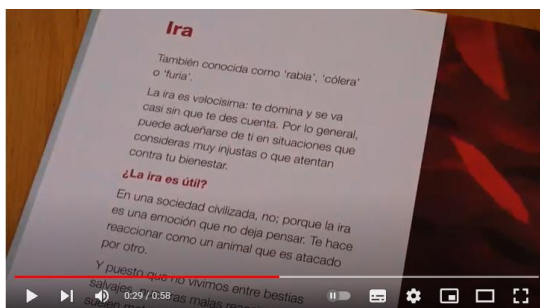 Ira
También conocida como 'rabia', 'cólera'
o 'furia'.
La ira es velocísima: te domina y se va
casi sin que te des cuenta. Por lo general,
puede adueñarse de ti en situaciones que
consideras muy injustas o que atentan
contra tu bienestar.
¿La ira es útil?
En una sociedad civilizada, no; porque la ira
es una emoción que no deja pensar. Te hace
reaccionar como un animal que es atacado
por otro.
Y puesto que no vivimos entre bestias
salvajes, malas
suelen
0:29 / 0:58